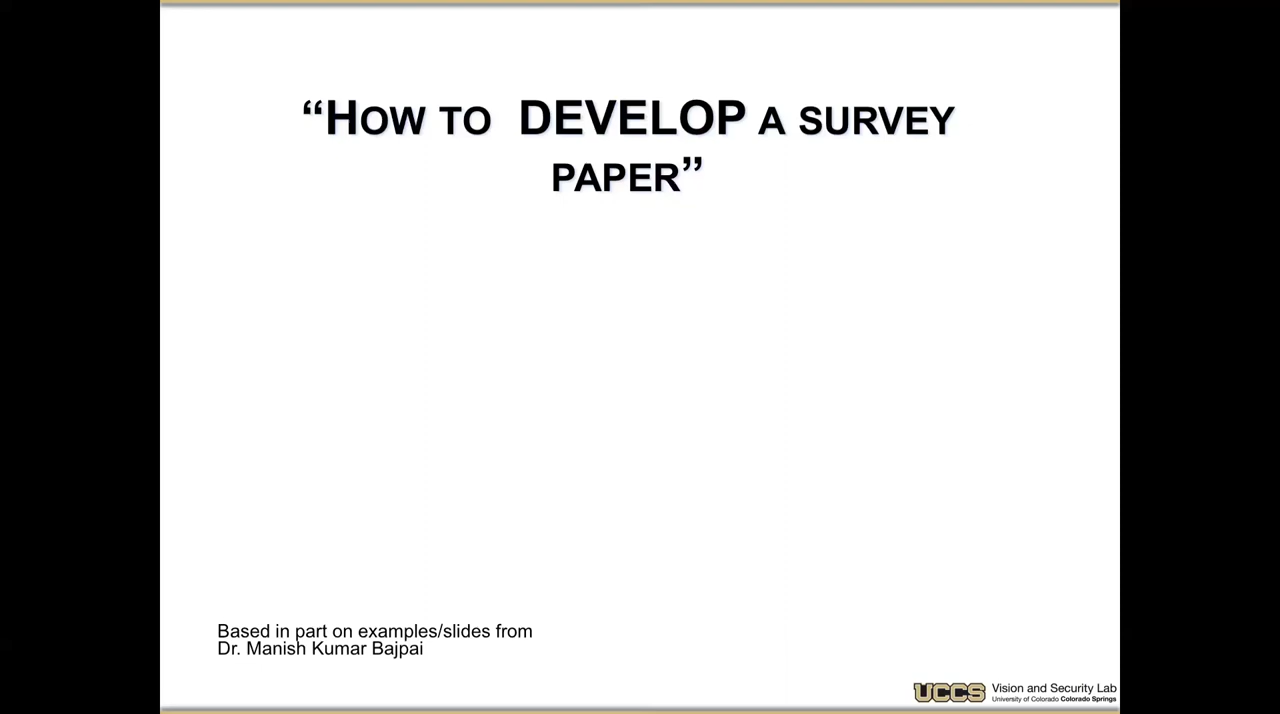 “How to DEVELOP a survey
paper”
Based in part on examples/slides from
Dr. Manish Kumar Bajpai
UCCS Vision and Security Lab
University of Colorado Colorado Springs